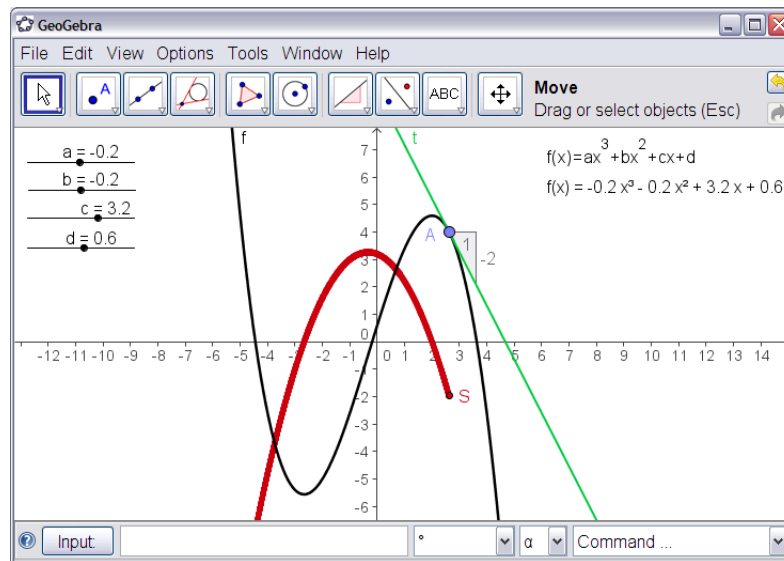 GeoGebra
File Edit View Options Tools Window Help
A
ABC
Move
Drag or select objects (Esc)
a = -0.2
b = -0.2
c = 3.2
d = 0.6
f
t
f(x)=ax³+bx²+cx+d
f(x) = -0.2 x³ - 0.2 x² + 3.2 x + 0.6
7
6
5
4
3
2
1
0
-1
-2
-3
-4
-5
-6
A
1
-2
S
-12 -11 -10 -9 -8 -7 -6 -5 -4 -3 -2 -1 0 1 2 3 4 5 6 7 8 9 10 11 12 13 14
Input:
°
α
Command ...